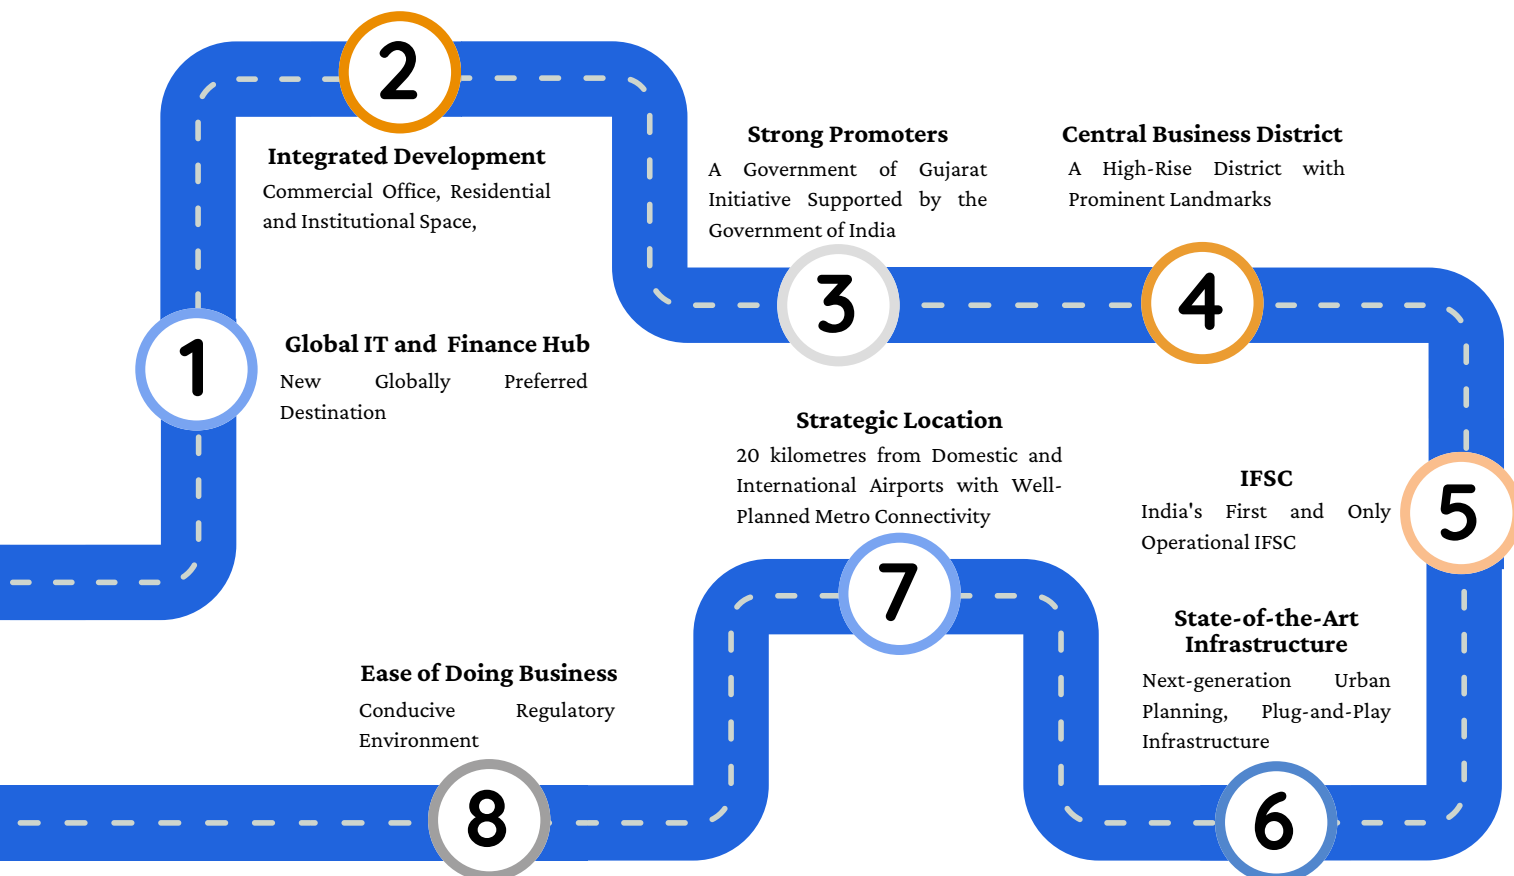 1
Global IT and Finance Hub
New Globally Preferred
Destination
2
Integrated Development
Commercial Office, Residential
and Institutional Space,
Strong Promoters
A Government of Gujarat
Initiative Supported by the
Government of India
3
Central Business District
A High-Rise District with
Prominent Landmarks
4
IFSC
India's First and Only
Operational IFSC
5
State-of-the-Art
Infrastructure
Next-generation Urban
Planning, Plug-and-Play
Infrastructure
6
Strategic Location
20 kilometres from Domestic and
International Airports with Well-
Planned Metro Connectivity
7
Ease of Doing Business
Conducive Regulatory
Environment
8